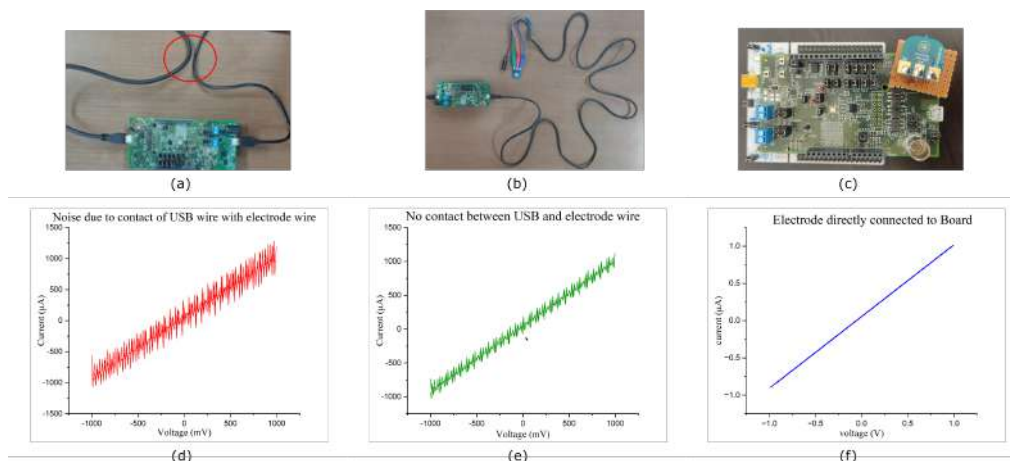 (a)
(b)
(c)
Noise due to contact of USB wire with electrode wire
1500
1000
500
0
-500
-1000
-1500
Current (µA)
-1000
-500
0
500
1000
Voltage (mV)
(d)
No contact between USB and electrode wire
1500
1000
500
0
-500
-1000
Current (µA)
-1000
-500
0
500
1000
Voltage (mV)
(e)
Electrode directly connected to Board
1.0
0.5
0.0
−0.5
−1.0
current (µA)
−1.0
−0.5
0.0
0.5
1.0
voltage (V)
(f)